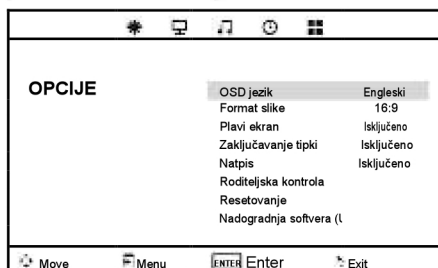 OPCIJE
OSD jezik Engleski
Format slike 16:9
Plavi ekran Isključeno
Zaključavanje tipki Isključeno
Natpis Isključeno
Roditeljska kontrola
Resetovanje
Nadogradnja softvera (
Move Menu ENTER Enter Exit